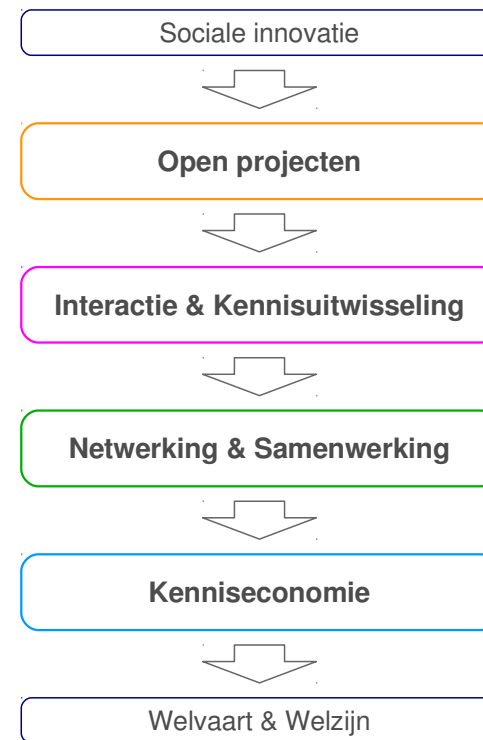 Sociale innovatie
Open projecten
Interactie & Kennisuitwisseling
Netwerking & Samenwerking
Kenniseconomie
Welvaart & Welzijn